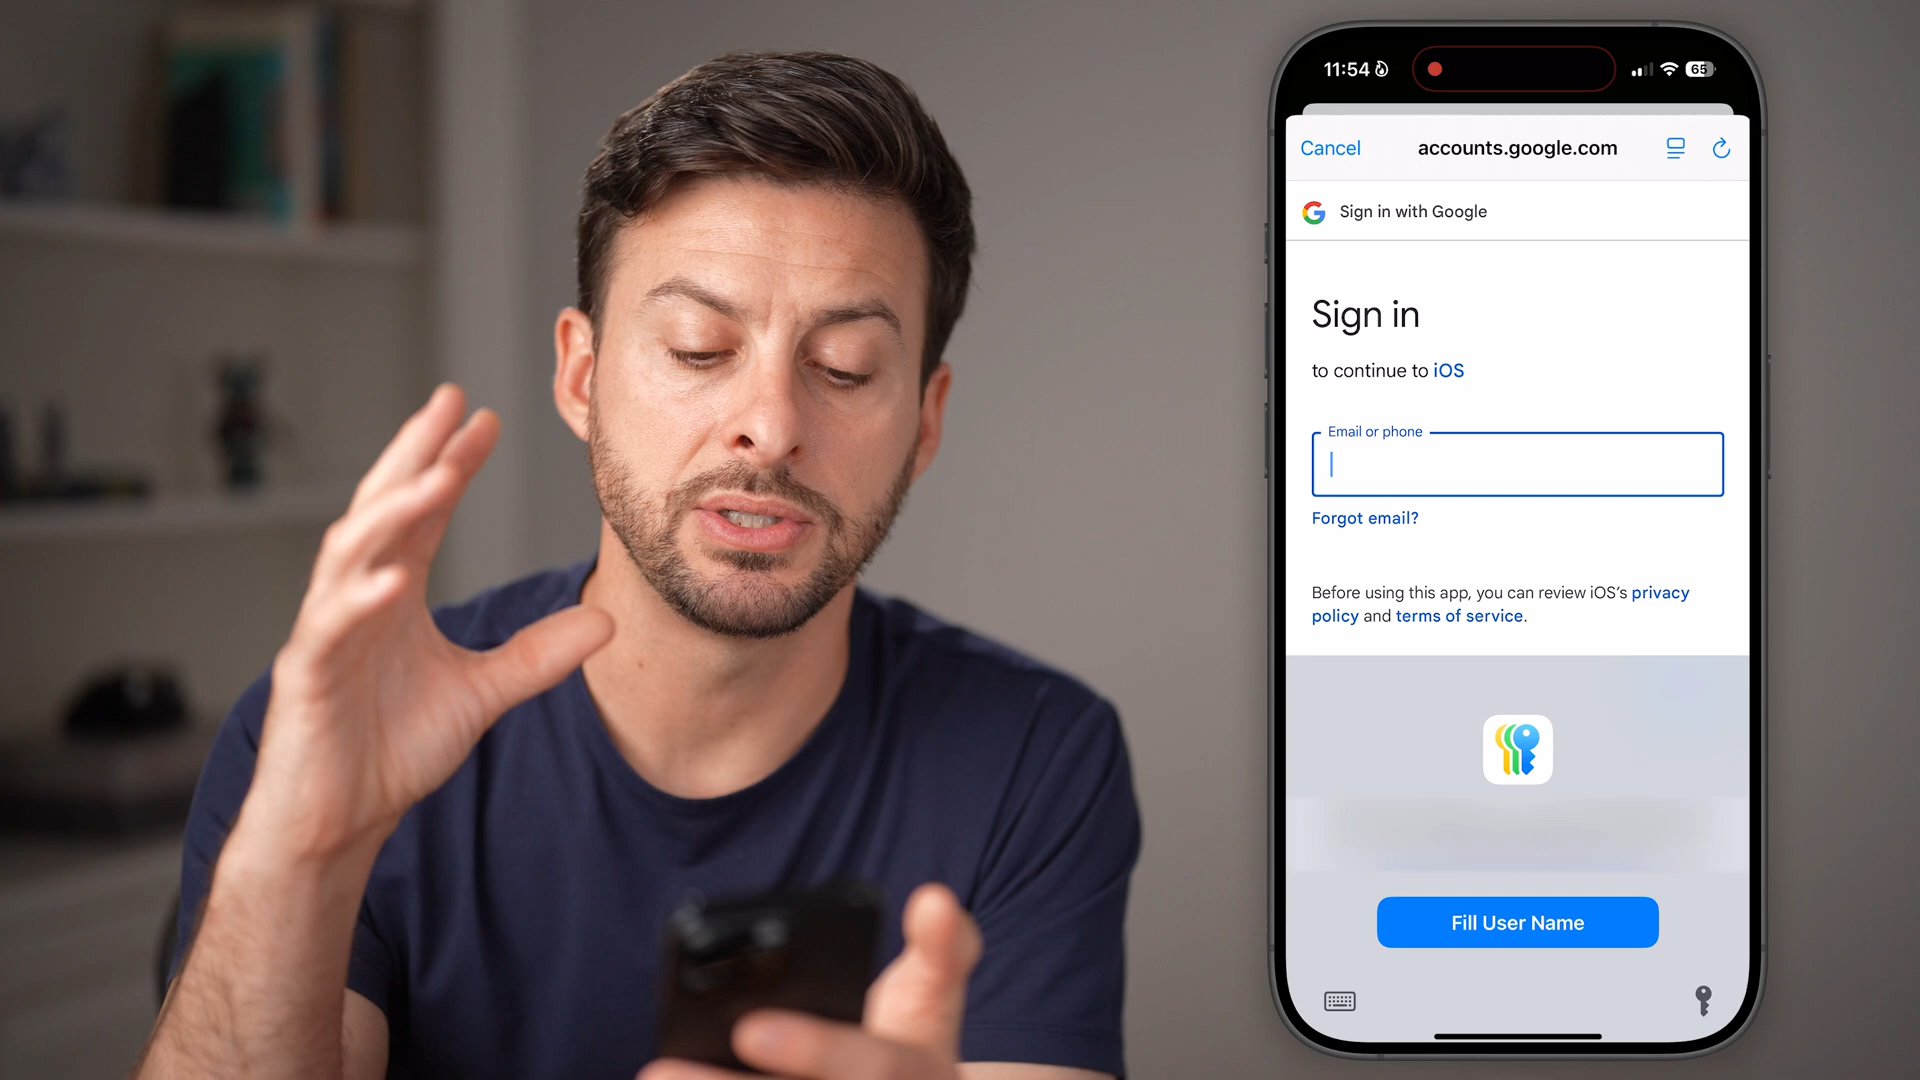 11:54
65
Cancel
accounts.google.com
Sign in with Google
Sign in
to continue to iOS
Email or phone
Forgot email?
Before using this app, you can review iOS's privacy
policy and terms of service.
Fill User Name